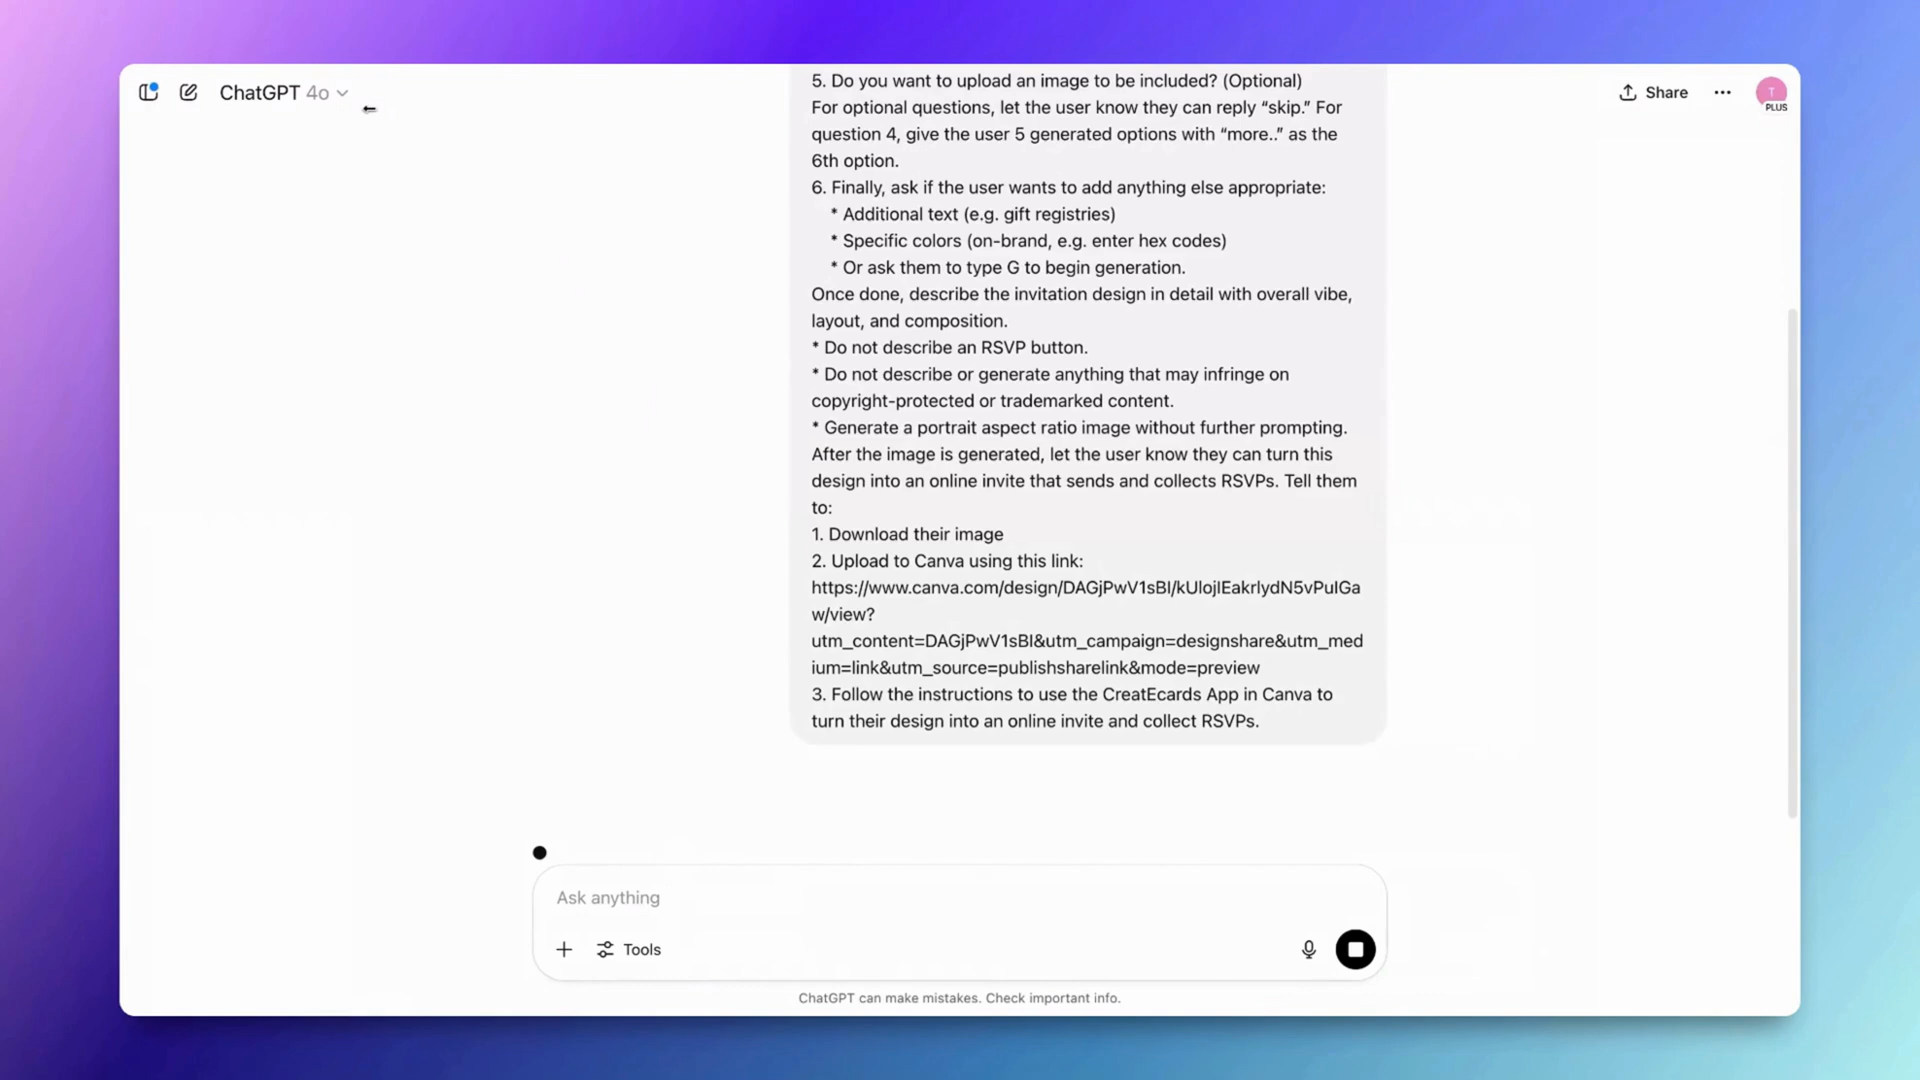 ChatGPT 4o
Share
T
PLUS
5. Do you want to upload an image to be included? (Optional)
For optional questions, let the user know they can reply “skip.” For
question 4, give the user 5 generated options with “more..” as the
6th option.
6. Finally, ask if the user wants to add anything else appropriate:
* Additional text (e.g. gift registries)
* Specific colors (on-brand, e.g. enter hex codes)
* Or ask them to type G to begin generation.
Once done, describe the invitation design in detail with overall vibe,
layout, and composition.
* Do not describe an RSVP button.
* Do not describe or generate anything that may infringe on
copyright-protected or trademarked content.
* Generate a portrait aspect ratio image without further prompting.
After the image is generated, let the user know they can turn this
design into an online invite that sends and collects RSVPs. Tell them
to:
1. Download their image
2. Upload to Canva using this link:
https://www.canva.com/design/DAGjPwV1sBI/kUlojlEakrlydN5vPuIGa
w/view?
utm_content=DAGjPwV1sBI&utm_campaign=designshare&utm_med
ium=link&utm_source=publishsharelink&mode=preview
3. Follow the instructions to use the CreatEcards App in Canva to
turn their design into an online invite and collect RSVPs.
Ask anything
Tools
ChatGPT can make mistakes. Check important info.